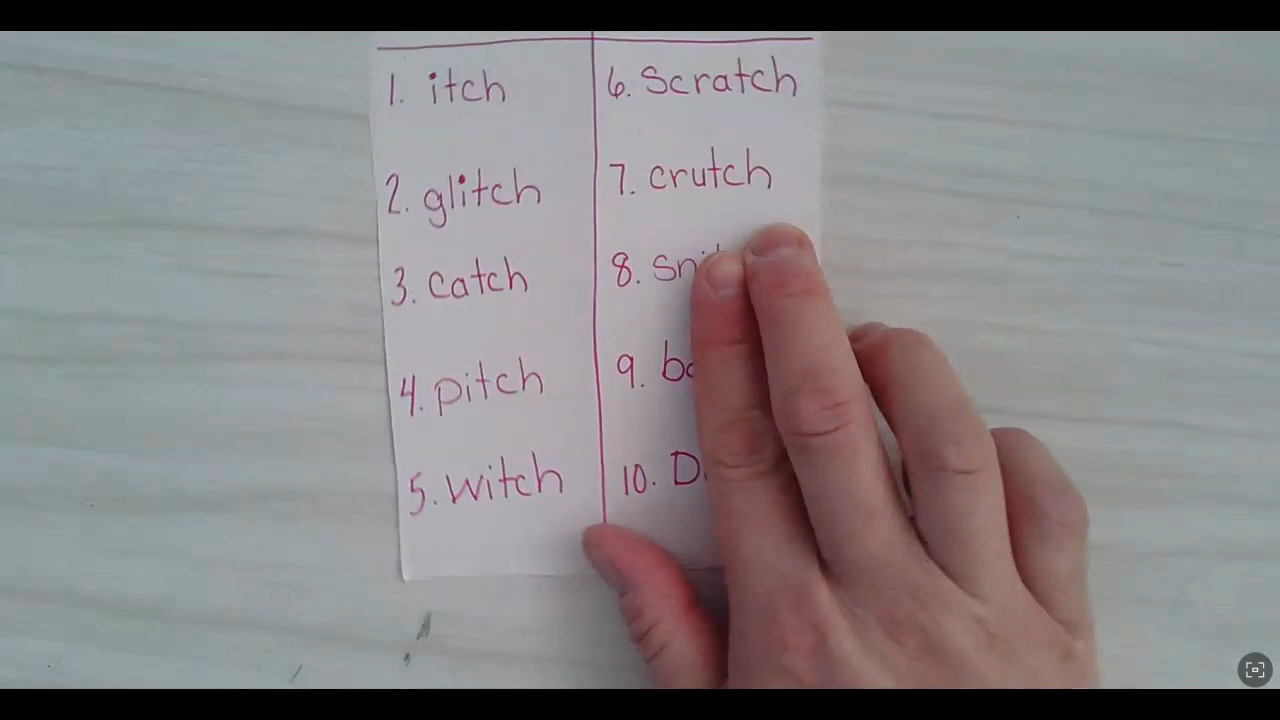 1. itch
2. glitch
3. catch
4. pitch
5. witch
6. Scratch
7. crutch
8.
9.
10.